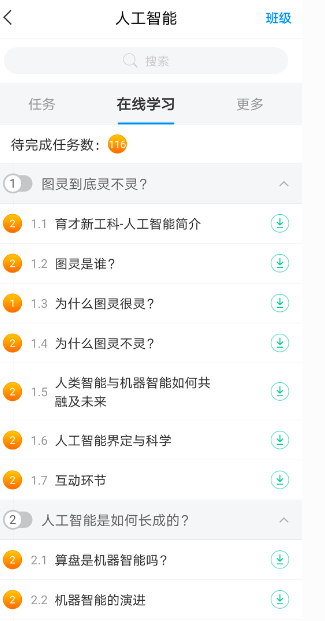 人工智能 班级
搜索
任务 在线学习 更多
待完成任务数： 116
1 图灵到底灵不灵？
2 1.1 育才新工科-人工智能简介
2 1.2 图灵是谁？
1 1.3 为什么图灵很灵？
2 1.4 为什么图灵不灵？
2 1.5 人类智能与机器智能如何共
融及未来
2 1.6 人工智能界定与科学
2 1.7 互动环节
2 人工智能是如何长成的？
2 2.1 算盘是机器智能吗？
2 2.2 机器智能的演进